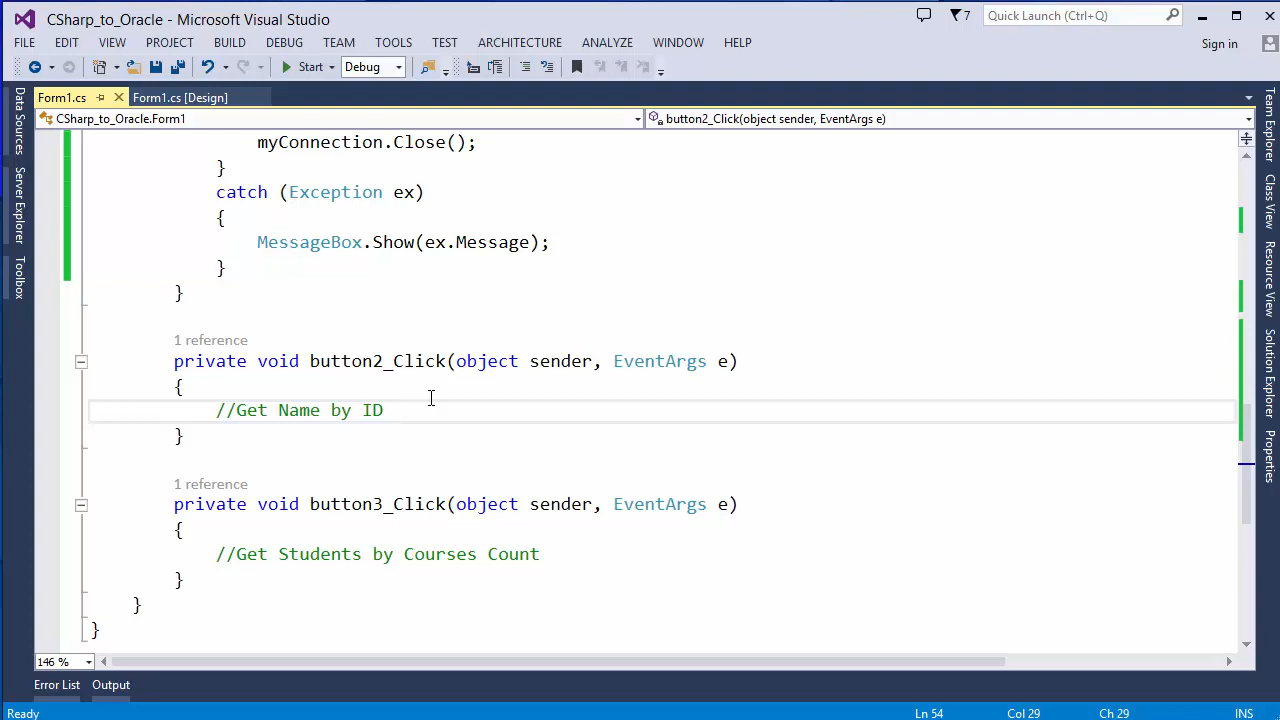 CSharp_to_Oracle - Microsoft Visual Studio
7
Quick Launch (Ctrl+Q)
FILE EDIT VIEW PROJECT BUILD DEBUG TEAM TOOLS TEST ARCHITECTURE ANALYZE WINDOW HELP
Sign in
Start Debug
Form1.cs Form1.cs [Design]
CSharp_to_Oracle.Form1 button2_Click(object sender, EventArgs e)
myConnection.Close();
}
catch (Exception ex)
{
MessageBox.Show(ex.Message);
}
}
1 reference
private void button2_Click(object sender, EventArgs e)
{
//Get Name by ID
}
1 reference
private void button3_Click(object sender, EventArgs e)
{
//Get Students by Courses Count
}
}
}
Data Sources
Server Explorer
Toolbox
Team Explorer
Class View
Resource View
Solution Explorer
Properties
146 %
Error List Output
Ready Ln 54 Col 29 Ch 29 INS